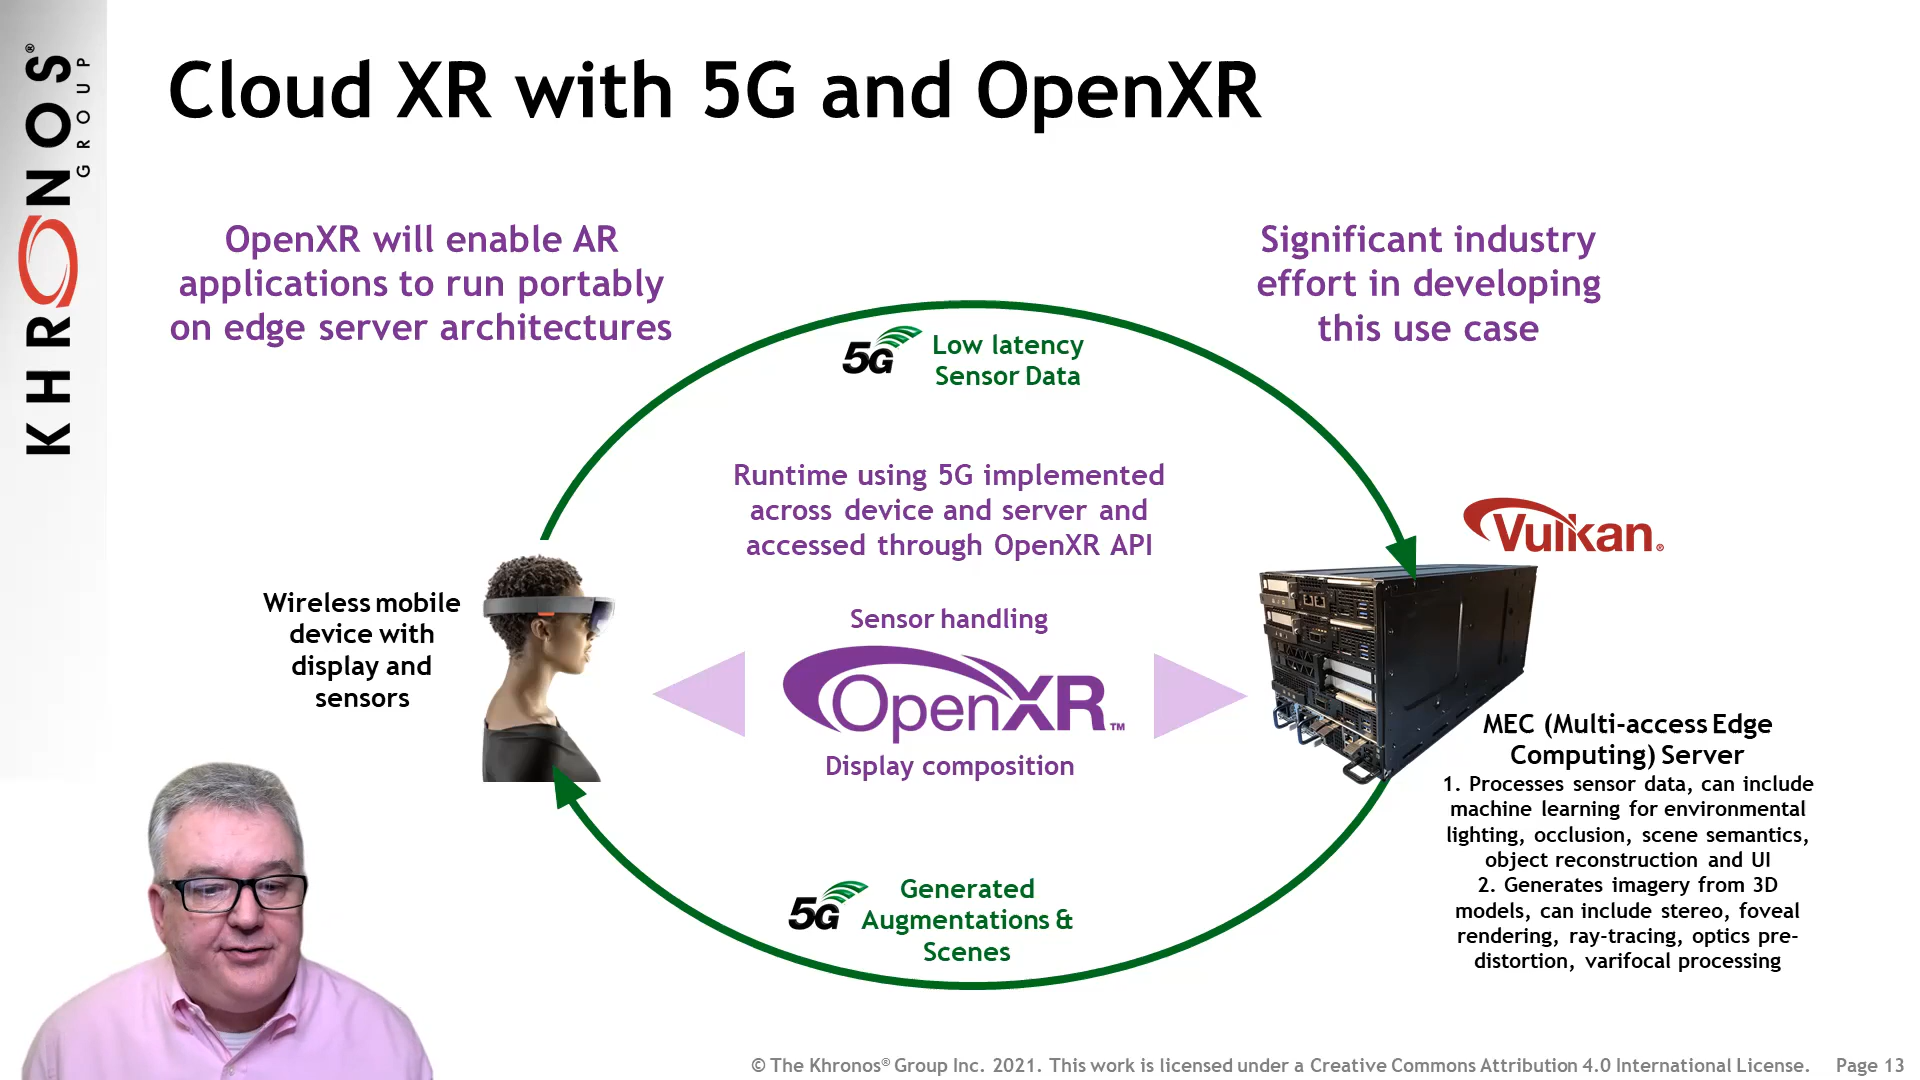 KHRONOS®
GROUP
Cloud XR with 5G and OpenXR
OpenXR will enable AR
applications to run portably
on edge server architectures
Significant industry
effort in developing
this use case
5G
Low latency
Sensor Data
Runtime using 5G implemented
across device and server and
accessed through OpenXR API
Vulkan®
Wireless mobile
device with
display and
sensors
Sensor handling
OpenXR™
Display composition
MEC (Multi-access Edge
Computing) Server
1. Processes sensor data, can include
machine learning for environmental
lighting, occlusion, scene semantics,
object reconstruction and UI
2. Generates imagery from 3D
models, can include stereo, foveal
rendering, ray-tracing, optics pre-
distortion, varifocal processing
5G
Generated
Augmentations &
Scenes
© The Khronos® Group Inc. 2021. This work is licensed under a Creative Commons Attribution 4.0 International License. Page 13